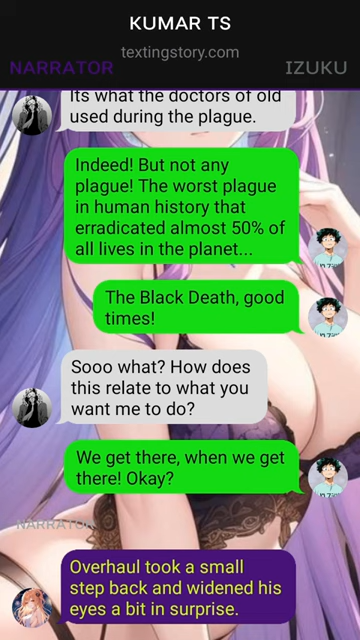 KUMAR TS
textingstory.com
NARRATOR IZUKU
Its what the doctors of old
used during the plague.
Indeed! But not any
plague! The worst plague
in human history that
erradicated almost 50% of
all lives in the planet...
The Black Death, good
times!
Sooo what? How does
this relate to what you
want me to do?
We get there, when we get
there! Okay?
NARRATOR
Overhaul took a small
step back and widened his
eyes a bit in surprise.